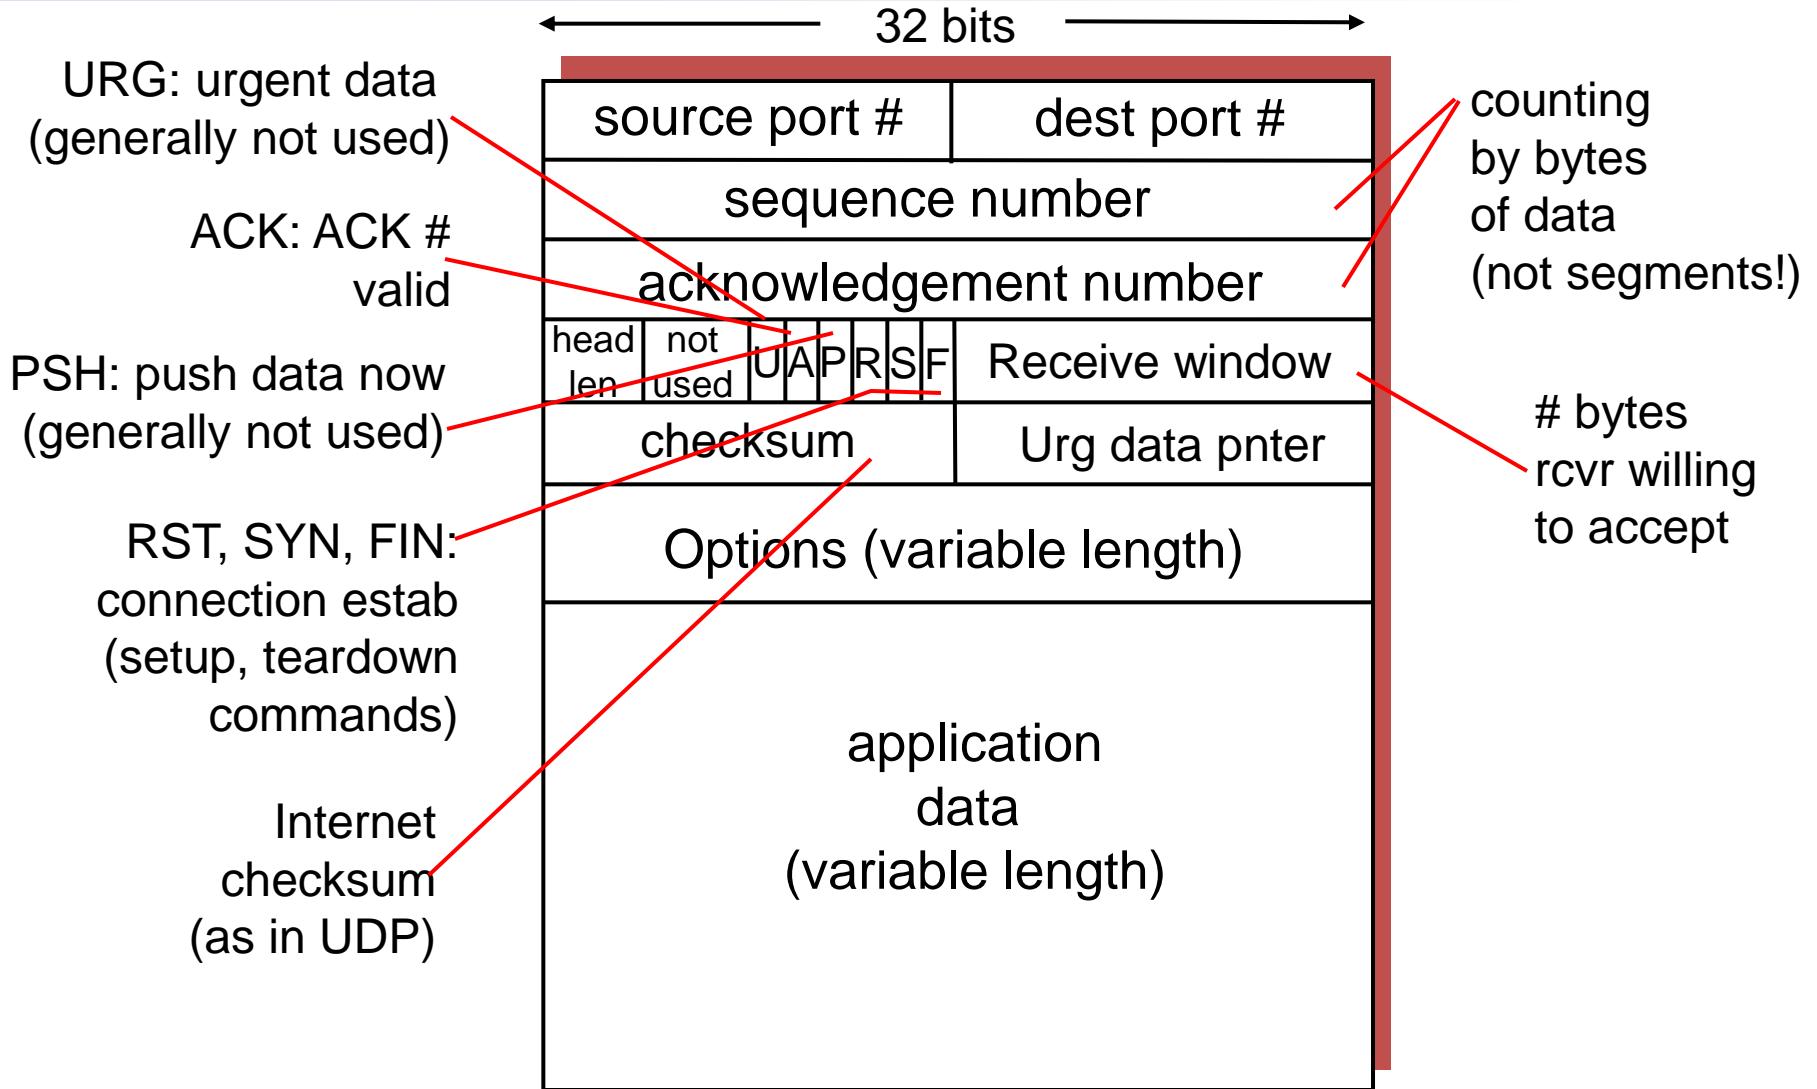 32 bits
URG: urgent data
(generally not used)
ACK: ACK #
valid
PSH: push data now
(generally not used)
RST, SYN, FIN:
connection estab
(setup, teardown
commands)
Internet
checksum
(as in UDP)
source port #
dest port #
sequence number
acknowledgement number
head
len
not
used
U
A
P
R
S
F
Receive window
checksum
Urg data pnter
Options (variable length)
application
data
(variable length)
counting
by bytes
of data
(not segments!)
# bytes
rcvr willing
to accept